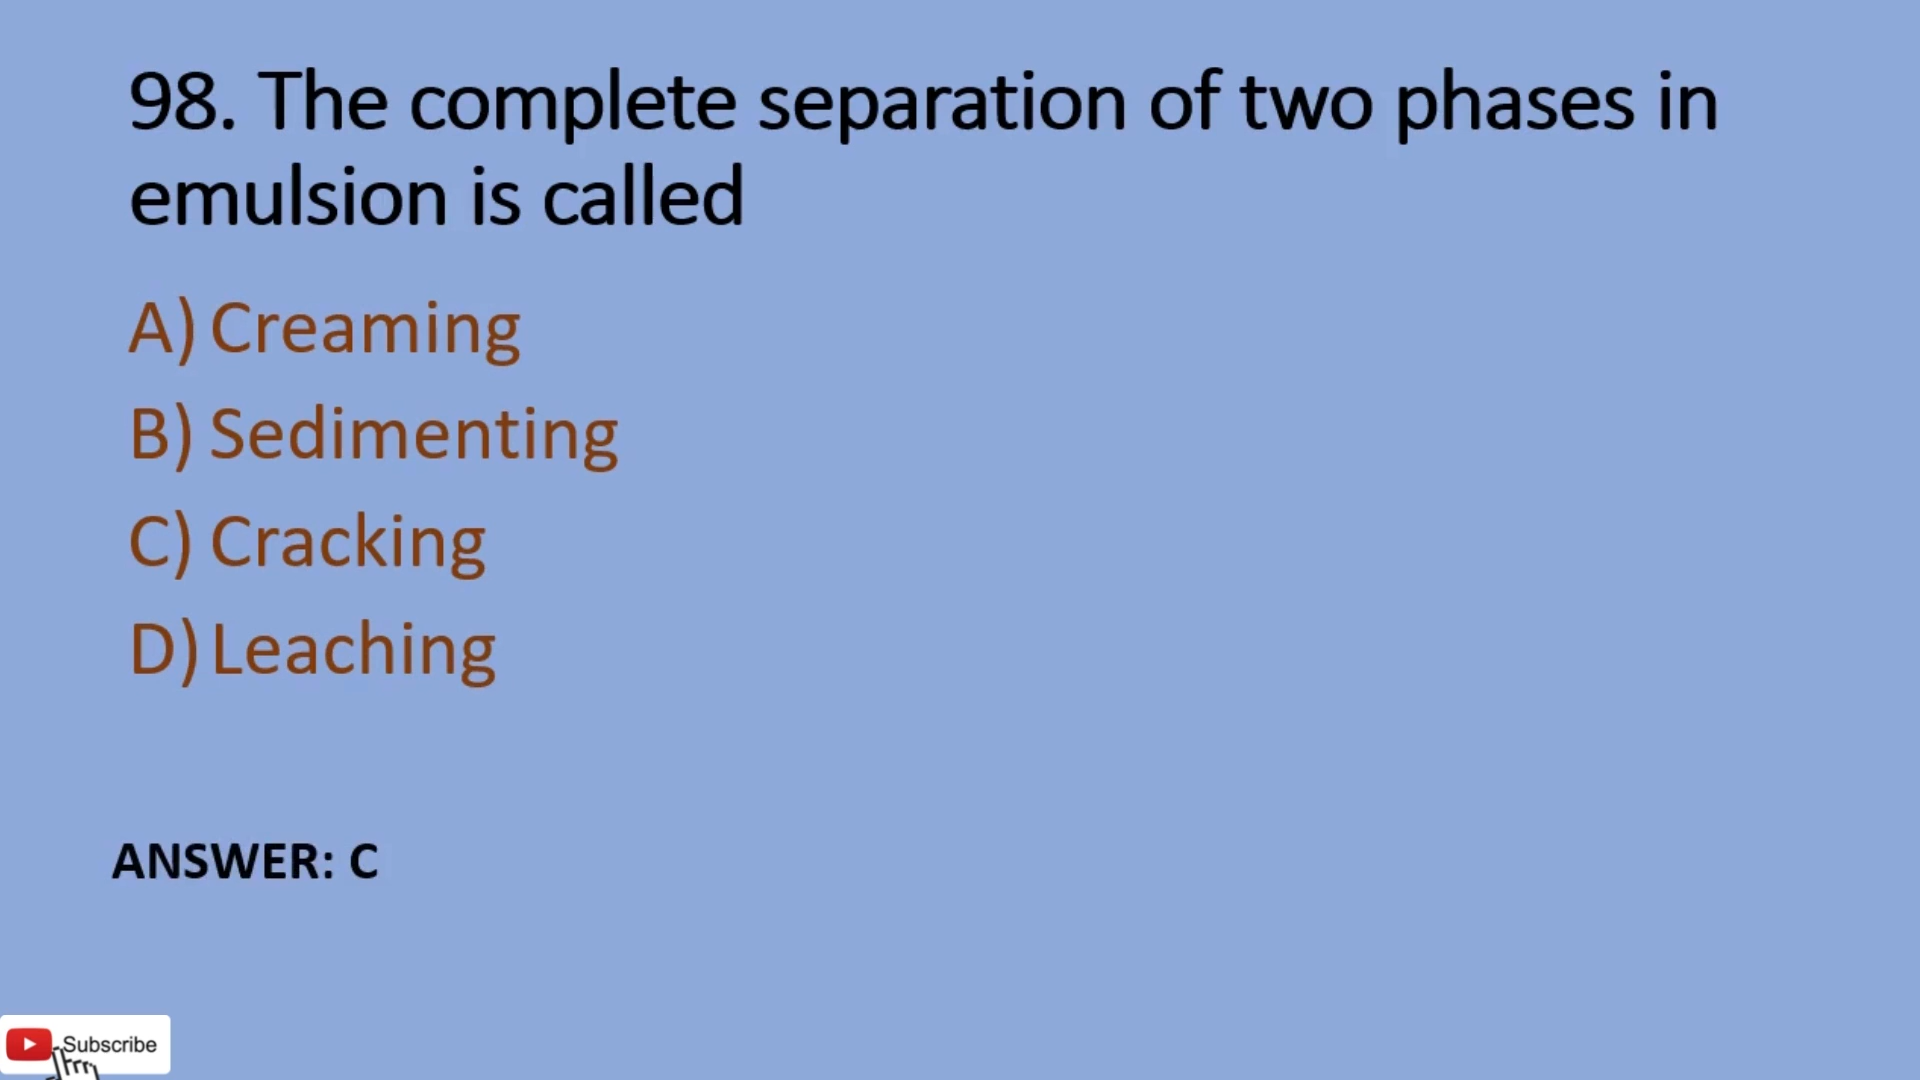 98. The complete separation of two phases in
emulsion is called
A) Creaming
B) Sedimenting
C) Cracking
D) Leaching
ANSWER: C
Subscribe